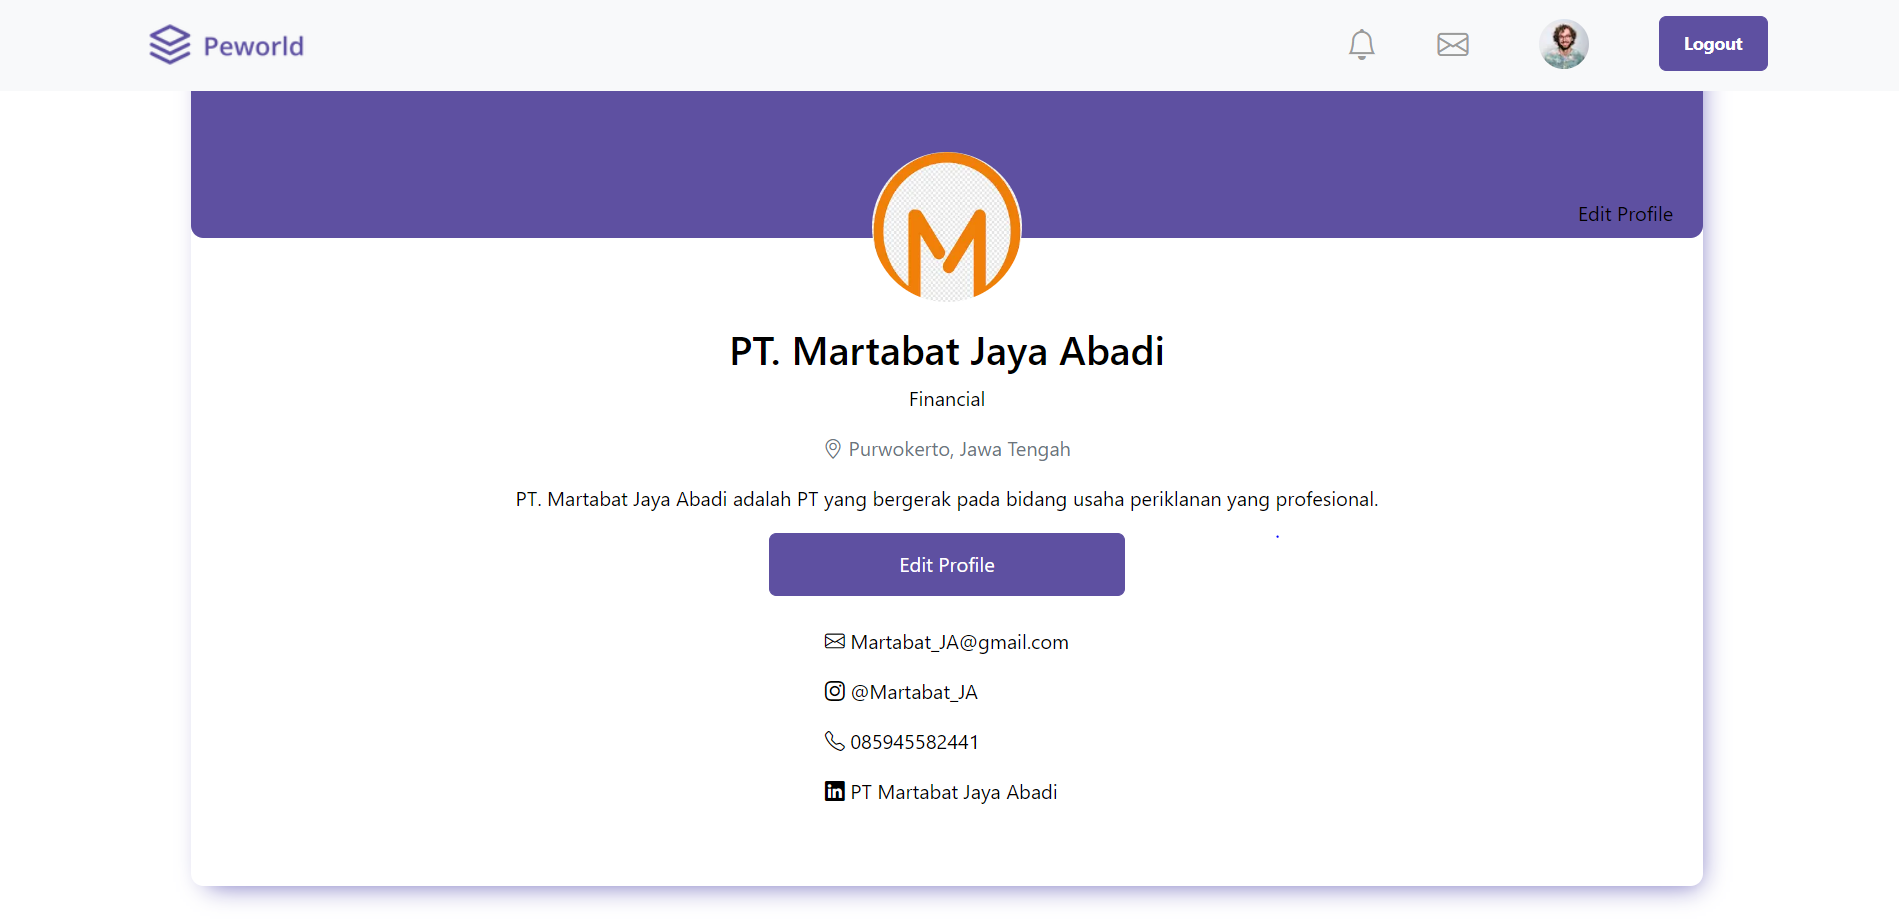 Peworld
Logout
Edit Profile
PT. Martabat Jaya Abadi
Financial
Purwokerto, Jawa Tengah
PT. Martabat Jaya Abadi adalah PT yang bergerak pada bidang usaha periklanan yang profesional.
Edit Profile
Martabat_JA@gmail.com
@Martabat_JA
085945582441
PT Martabat Jaya Abadi